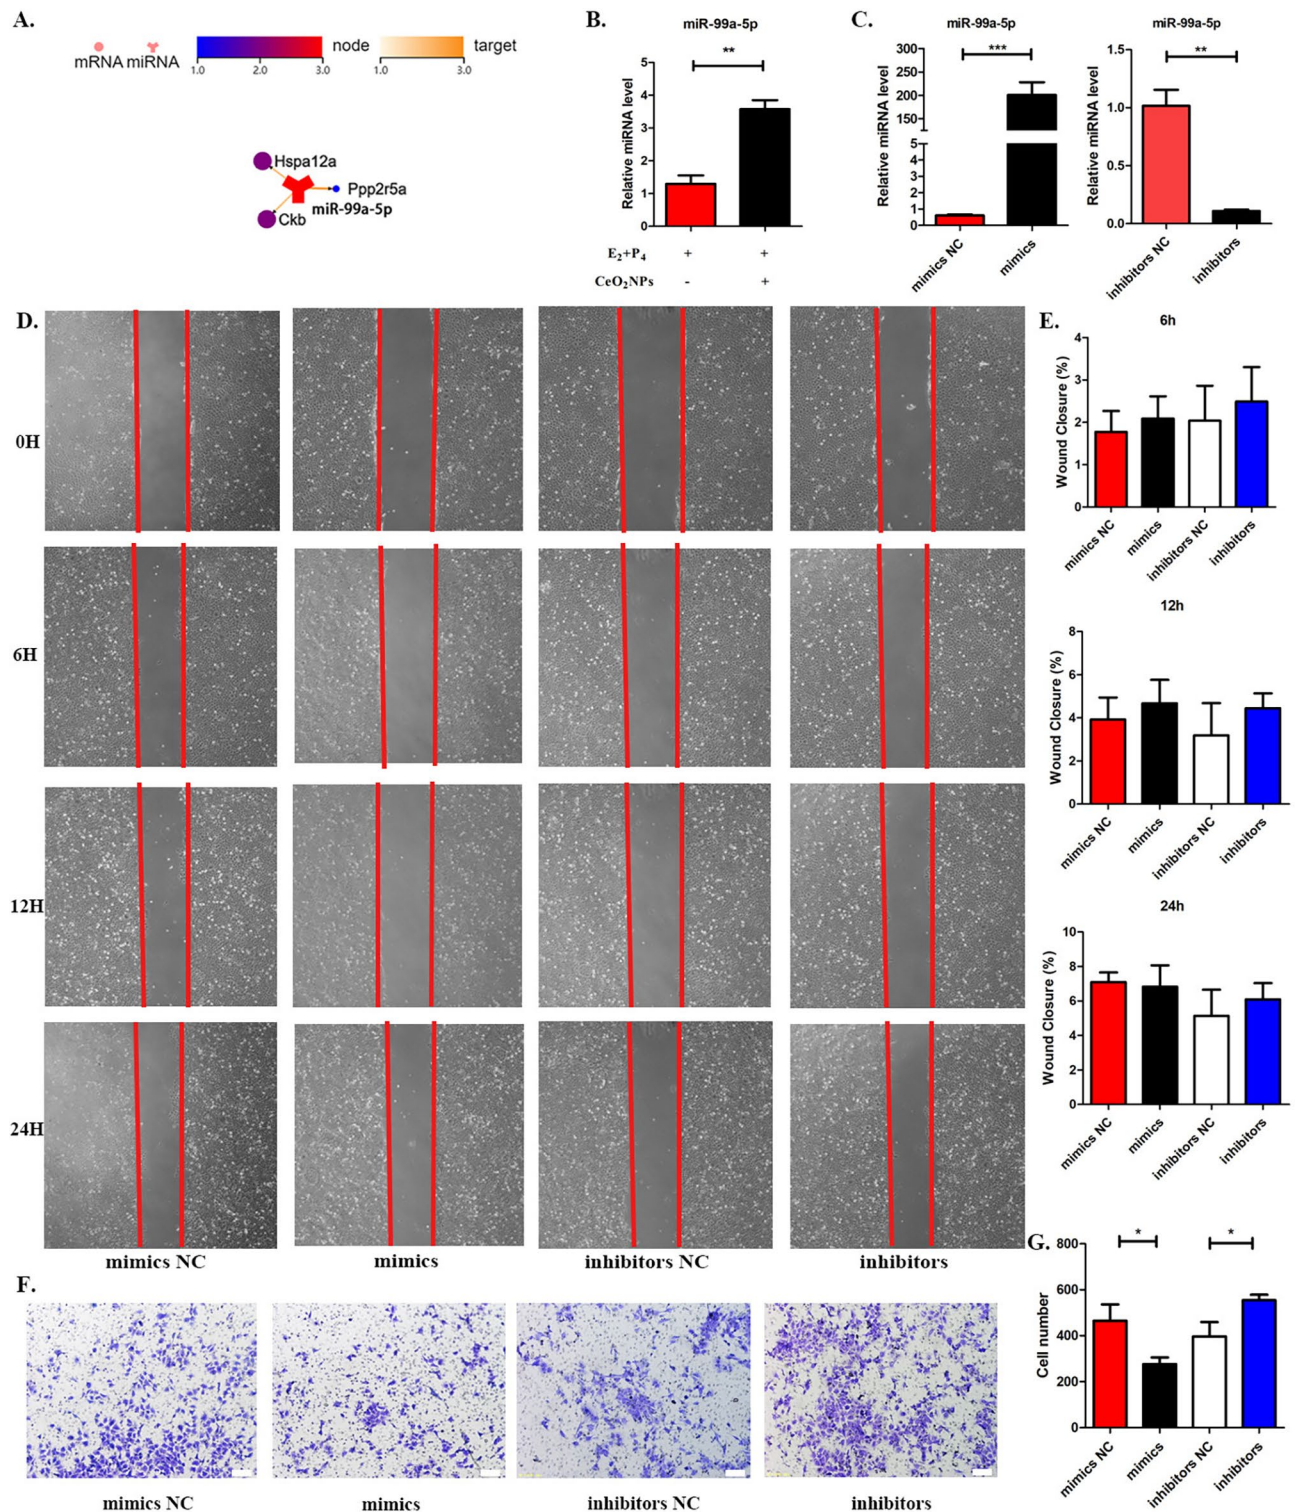 A.
mRNA miRNA
1.0 2.0 3.0
node
1.0 3.0
target
Hspa12a
Ppp2r5a
miR-99a-5p
Ckb
B.
miR-99a-5p
**
Relative miRNA level
5
4
3
2
1
0
E2+P4 + +
CeO2NPs - +
C.
miR-99a-5p
***
Relative miRNA level
300
250
200
150
5
4
3
2
1
0
mimics NC
mimics
miR-99a-5p
**
Relative miRNA level
1.5
1.0
0.5
0.0
inhibitors NC
inhibitors
D.
0H
6H
12H
24H
mimics NC
mimics
inhibitors NC
inhibitors
E.
6h
Wound Closure (%)
4
3
2
1
0
mimics NC
mimics
inhibitors NC
inhibitors
12h
Wound Closure (%)
8
6
4
2
0
mimics NC
mimics
inhibitors NC
inhibitors
24h
Wound Closure (%)
10
8
6
4
2
0
mimics NC
mimics
inhibitors NC
inhibitors
F.
mimics NC
mimics
inhibitors NC
inhibitors
G.
* *
Cell number
800
600
400
200
0
mimics NC
mimics
inhibitors NC
inhibitors